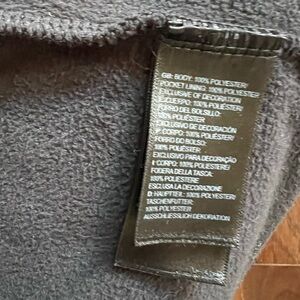 GB: BODY: 100% POLYESTER/
POCKET LINING: 100% POLYESTER/
EXCLUSIVE OF DECORATION
E: CUERPO: 100% POLIÉSTER/
FORRO DEL BOLSILLO:
100% POLIÉSTER/
EXCLUSIVO DE DECORACIÓN
P: CORPO: 100% POLIÉSTER/
FORRO DO BOLSO:
100% POLIÉSTER/
EXCLUSIVO PARA DECORAÇÃO
I: CORPO: 100% POLIESTERE/
FODERA DELLA TASCA:
100% POLIESTERE
ESCLUSA LA DECORAZIONE
D: HAUPTTEIL: 100% POLYESTER/
TASCHENFUTTER:
100% POLYESTER
AUSSCHLIESSLICH DEKORATION